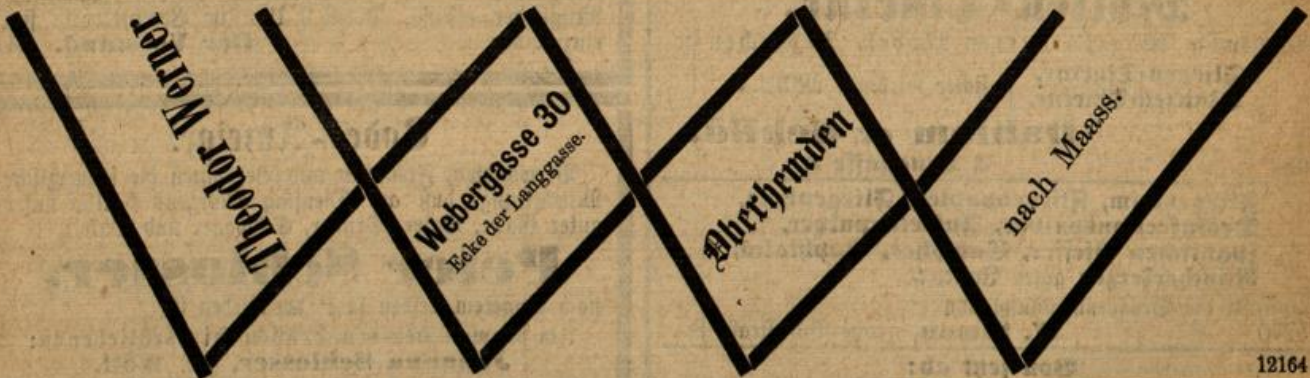 Theodor Werner
Webergasse 30
Ecke der Langgasse.
Oberhemden
nach Maass.
12164